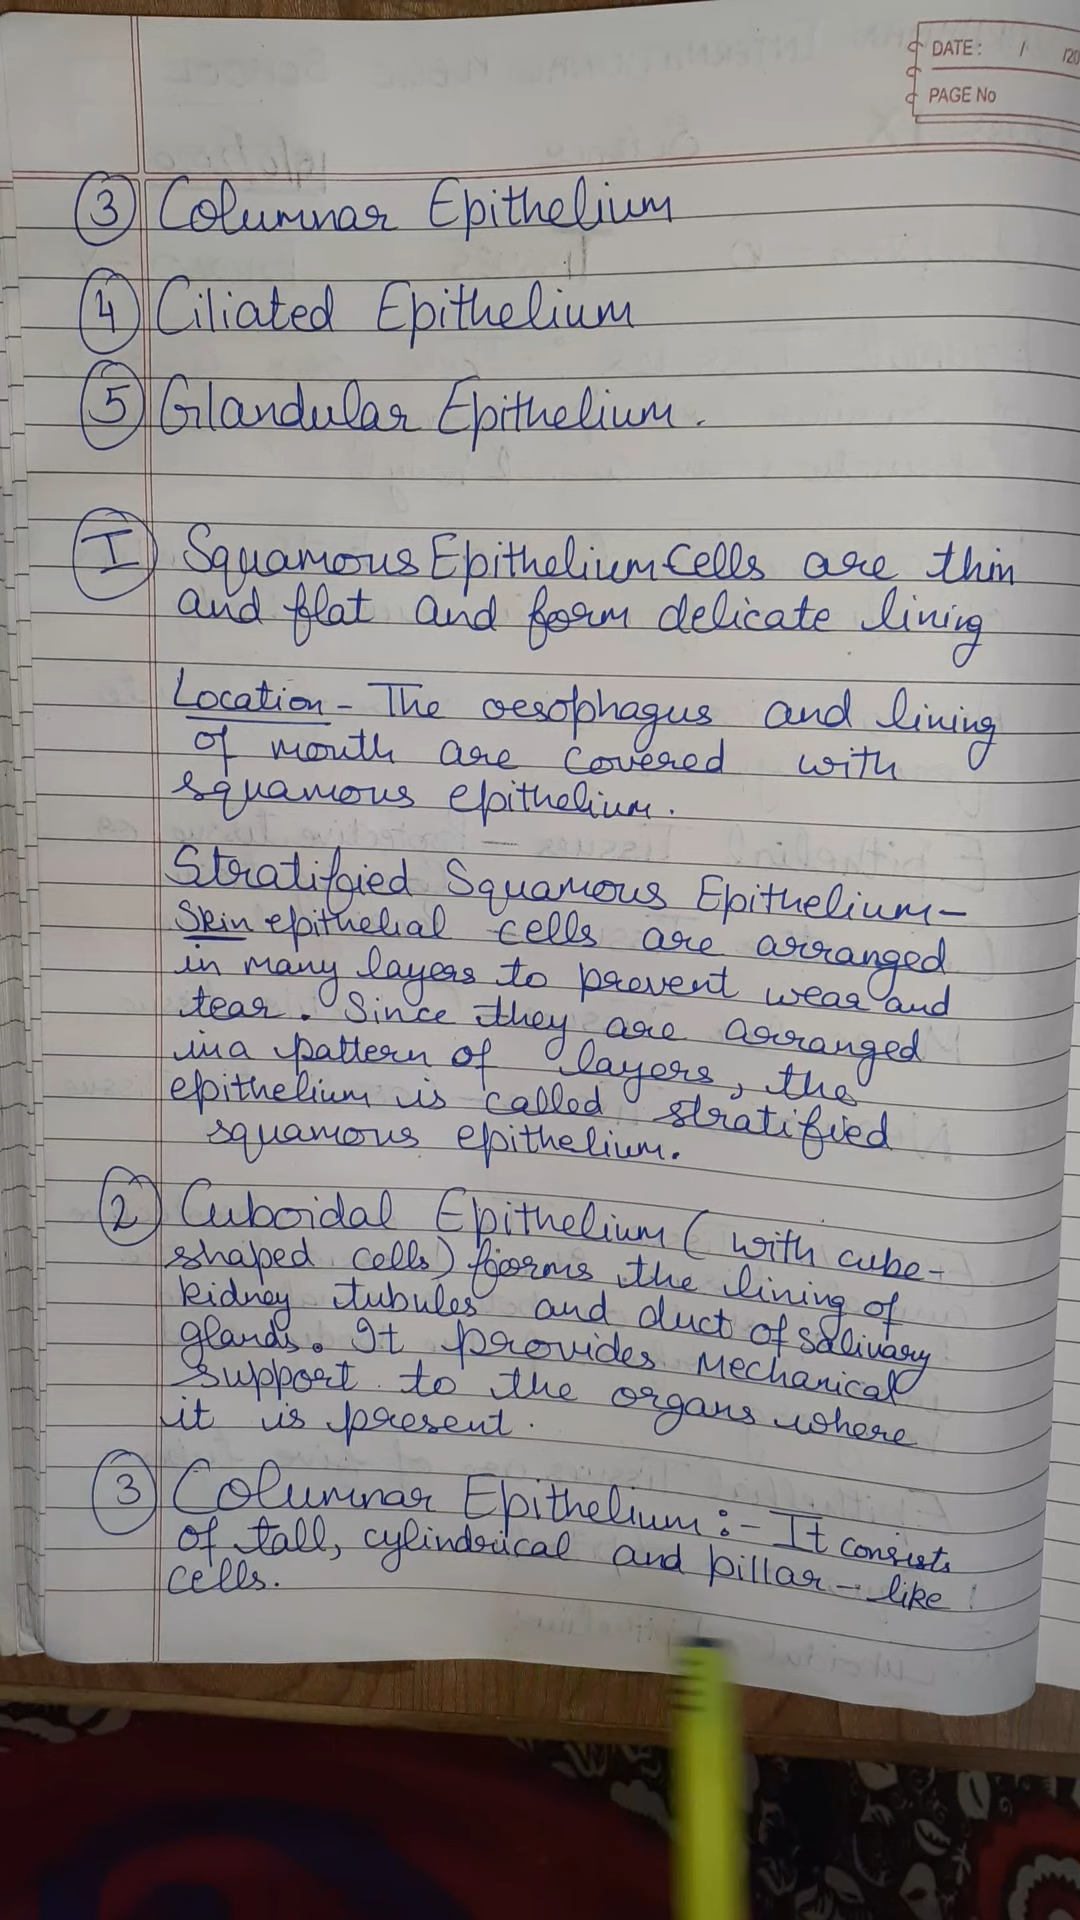 DATE: / /20
PAGE No
③ Columnar Epithelium
④ Ciliated Epithelium
⑤ Glandular Epithelium.
Ⓘ Squamous Epithelium Cells are thin
and flat and form delicate lining
Location - The oesophagus and lining
of mouth are covered with
squamous epithelium.
Stratified Squamous Epithelium-
Skin epithelial cells are arranged
in many layers to prevent wear and
tear. Since they are arranged
in a pattern of layers, the
epithelium is called stratified
squamous epithelium.
② Cuboidal Epithelium (with cube-
shaped cells) forms the lining of
kidney tubules and duct of salivary
glands. It provides mechanical
support to the organs where
it is present.
③ Columnar Epithelium :- It consists
of tall, cylindrical and pillar-like
cells.